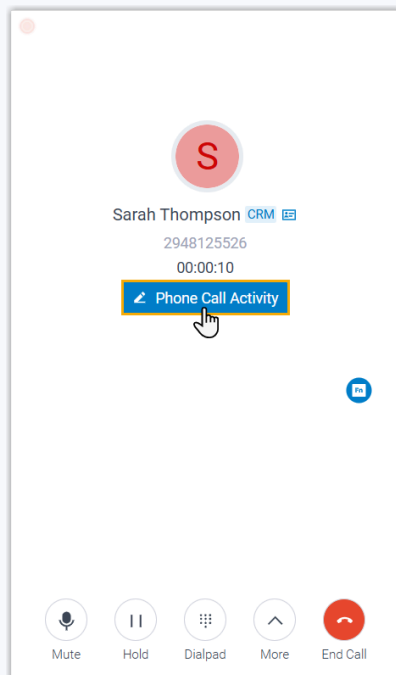 S
Sarah Thompson CRM
2948125526
00:00:10
Phone Call Activity
Fn
Mute Hold Dialpad More End Call